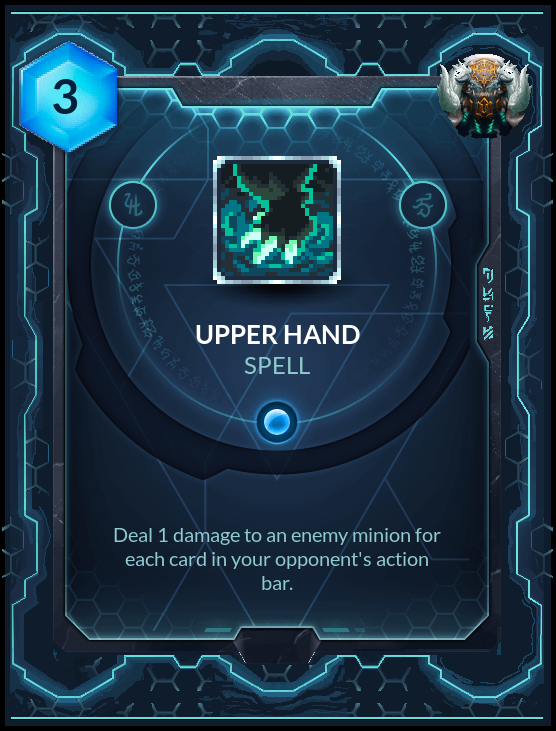 3
UPPER HAND
SPELL
Deal 1 damage to an enemy minion for
each card in your opponent's action
bar.